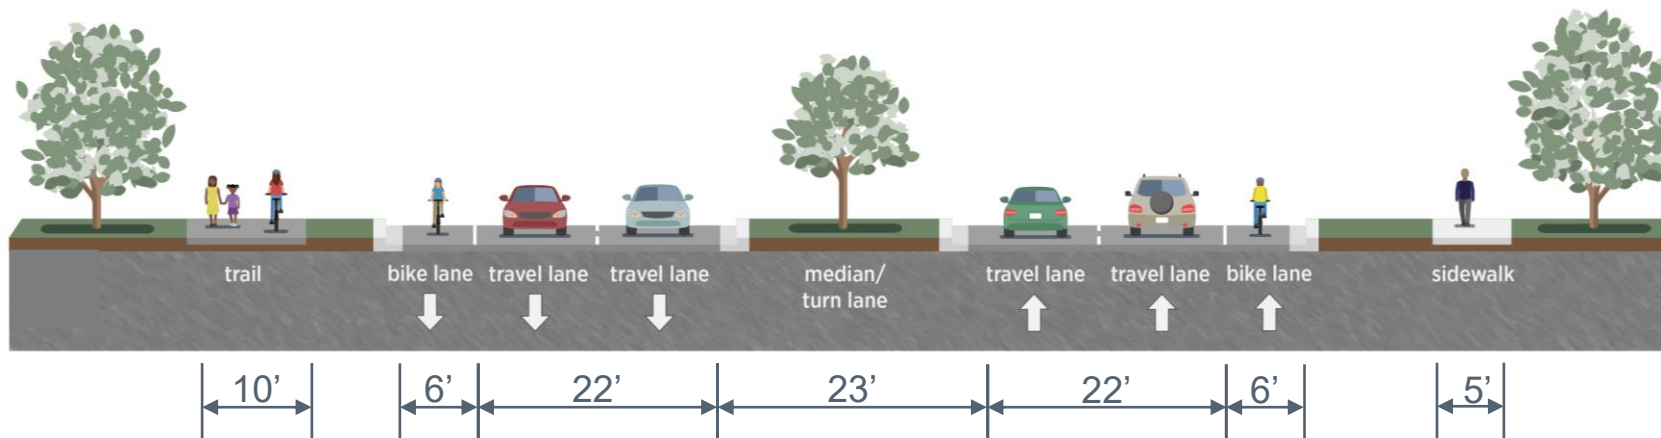 trail
bike lane
travel lane
travel lane
median/
turn lane
travel lane
travel lane
bike lane
sidewalk
10’
6’
22’
23’
22’
6’
5’